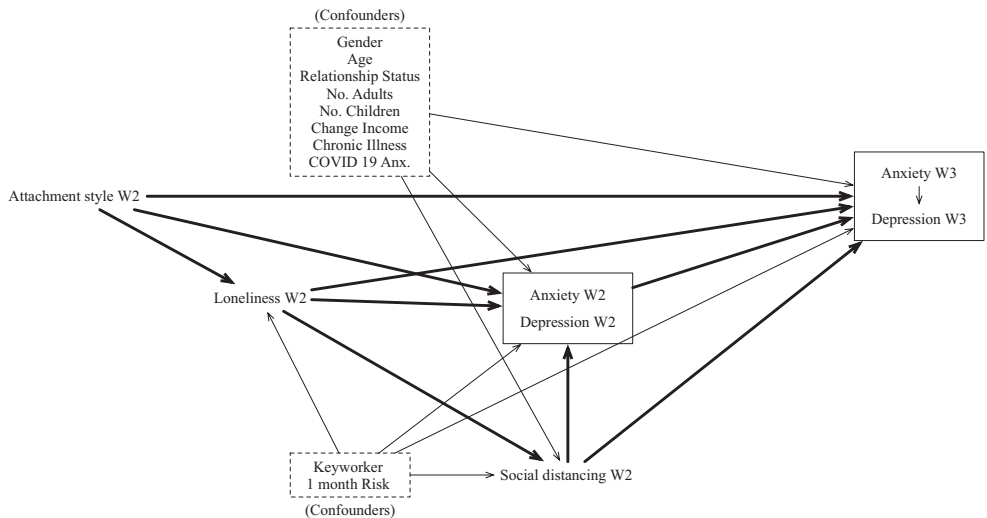 (Confounders)
Gender
Age
Relationship Status
No. Adults
No. Children
Change Income
Chronic Illness
COVID 19 Anx.
Anxiety W3
Depression W3
Attachment style W2
Loneliness W2
Anxiety W2
Depression W2
Keyworker
1 month Risk
(Confounders)
Social distancing W2